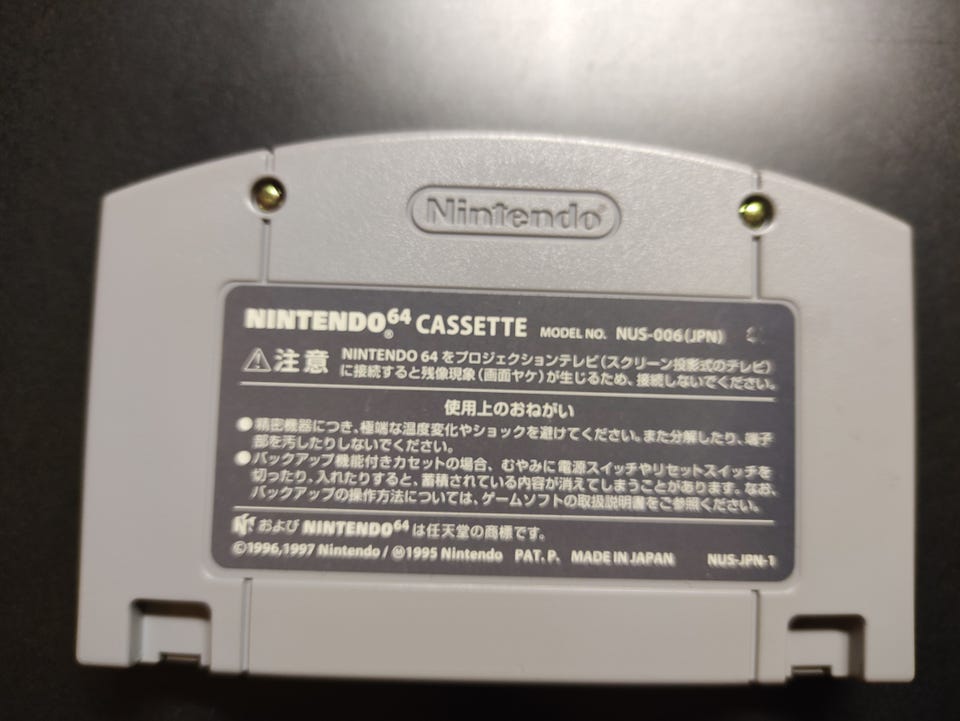 Nintendo®
NINTENDO®64 CASSETTE MODEL NO. NUS-006(JPN)
⚠注意 NINTENDO 64 をプロジェクションテレビ(スクリーン投影式のテレビ)
に接続すると残像現象(画面ヤケ)が生じるため、接続しないでください。
使用上のおねがい
●精密機器につき、極端な温度変化やショックを避けてください。また分解したり、端子
部を汚したりしないでください。
●バックアップ機能付きカセットの場合、むやみに電源スイッチやリセットスイッチを
切ったり、入れたりすると、蓄積されている内容が消えてしまうことがあります。なお、
バックアップの操作方法については、ゲームソフトの取扱説明書をご参照ください。
および NINTENDO64 は任天堂の商標です。
©1996,1997 Nintendo / Ⓜ1995 Nintendo PAT. P. MADE IN JAPAN NUS-JPN-1